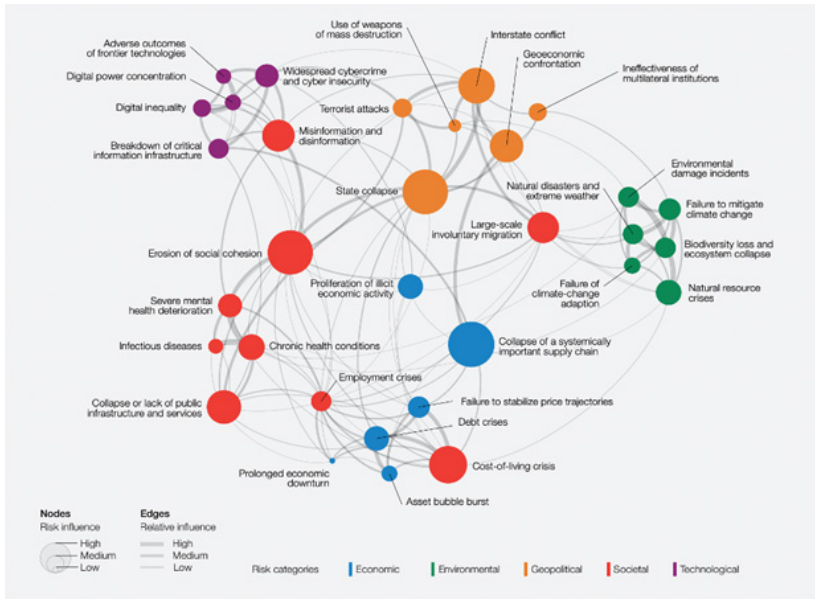 Use of weapons
of mass destruction
Interstate conflict
Adverse outcomes
of frontier technologies
Geoeconomic
confrontation
Digital power concentration
Widespread cybercrime
and cyber insecurity
Ineffectiveness of
multilateral institutions
Digital inequality
Terrorist attacks
Misinformation and
disinformation
Breakdown of critical
information infrastructure
Environmental
damage incidents
State collapse
Natural disasters and
extreme weather
Failure to mitigate
climate change
Large-scale
involuntary migration
Biodiversity loss and
ecosystem collapse
Erosion of social cohesion
Proliferation of illicit
economic activity
Failure of
climate-change
adaption
Natural resource
crises
Severe mental
health deterioration
Infectious diseases
Chronic health conditions
Collapse of a systemically
important supply chain
Employment crises
Collapse or lack of public
infrastructure and services
Failure to stabilize price trajectories
Debt crises
Prolonged economic
downturn
Cost-of-living crisis
Asset bubble burst
Nodes
Risk influence
High
Medium
Low
Edges
Relative influence
High
Medium
Low
Risk categories
Economic
Environmental
Geopolitical
Societal
Technological